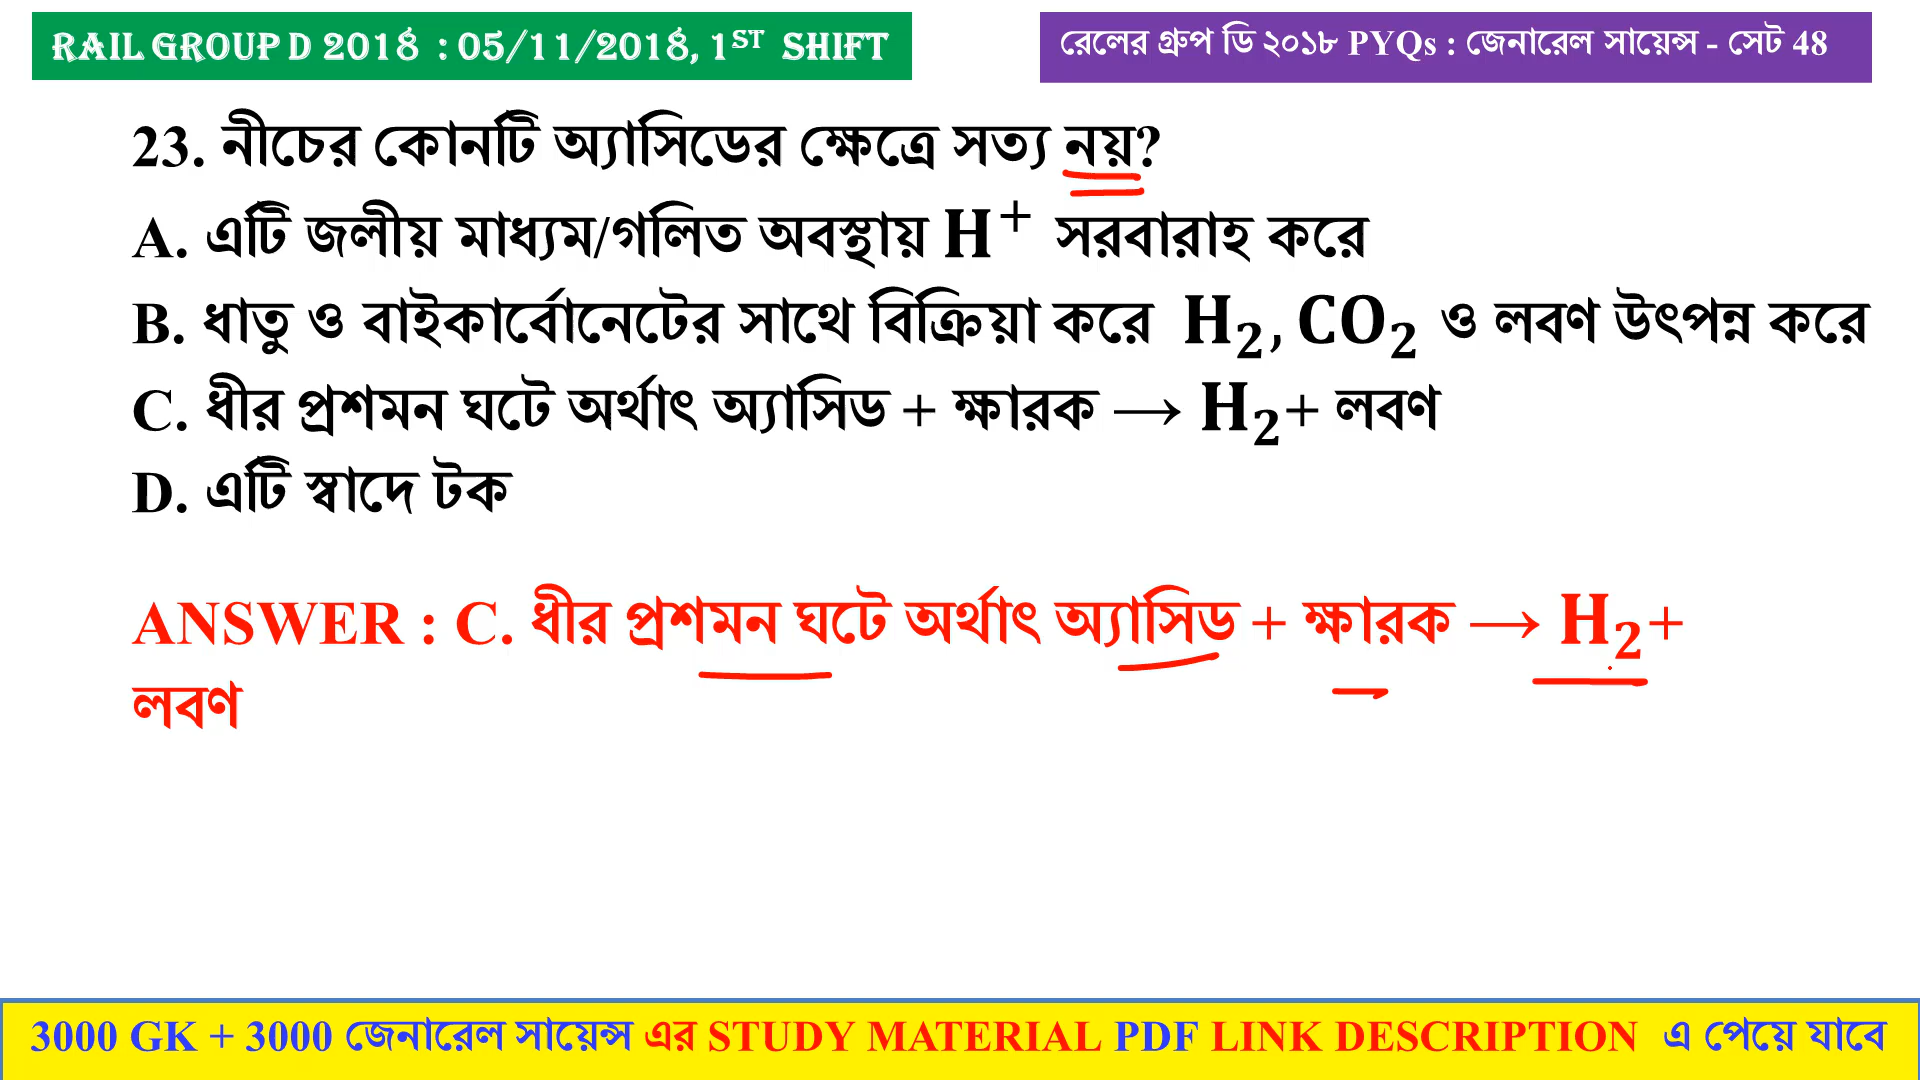 RAIL GROUP D 2018 : 05/11/2018, 1ST SHIFT
রেলের গ্রুপ ডি ২০১৮ PYQs : জেনারেল সায়েন্স - সেট 48
23. নীচের কোনটি অ্যাসিডের ক্ষেত্রে সত্য নয়?
A. এটি জলীয় মাধ্যম/গলিত অবস্থায় H⁺ সরবারাহ করে
B. ধাতু ও বাইকার্বোনেটের সাথে বিক্রিয়া করে H₂, CO₂ ও লবণ উৎপন্ন করে
C. ধীর প্রশমন ঘটে অর্থাৎ অ্যাসিড + ক্ষারক → H₂+ লবণ
D. এটি স্বাদে টক
ANSWER : C. ধীর প্রশমন ঘটে অর্থাৎ অ্যাসিড + ক্ষারক → H₂+
লবণ
3000 GK + 3000 জেনারেল সায়েন্স এর STUDY MATERIAL PDF LINK DESCRIPTION এ পেয়ে যাবে